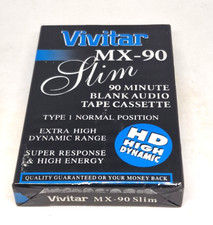 Vivitar
MX-90
Slim
90 MINUTE
BLANK AUDIO
TAPE CASSETTE
TYPE I NORMAL POSITION
EXTRA HIGH
DYNAMIC RANGE
SUPER RESPONSE
& HIGH ENERGY
HD
HIGH
DYNAMIC
QUALITY GUARANTEED OR YOUR MONEY BACK
Vivitar MX-90 Slim